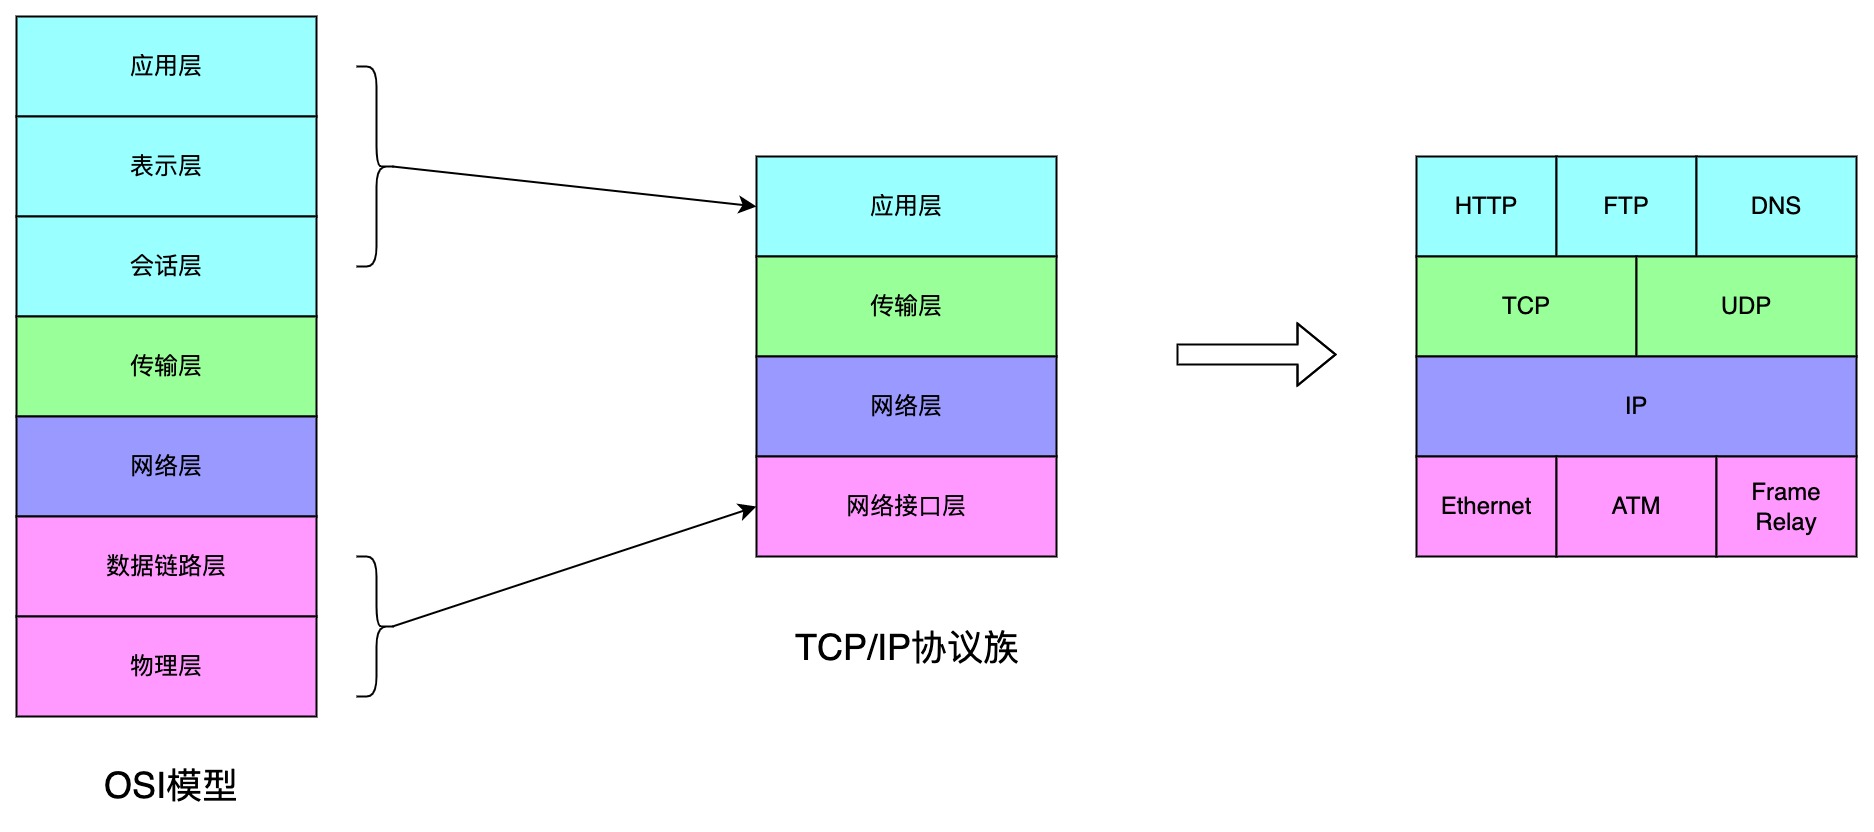 应用层
表示层
会话层
传输层
网络层
数据链路层
物理层
OSI模型
应用层
传输层
网络层
网络接口层
TCP/IP协议族
HTTP
FTP
DNS
TCP
UDP
IP
Ethernet
ATM
Frame
Relay